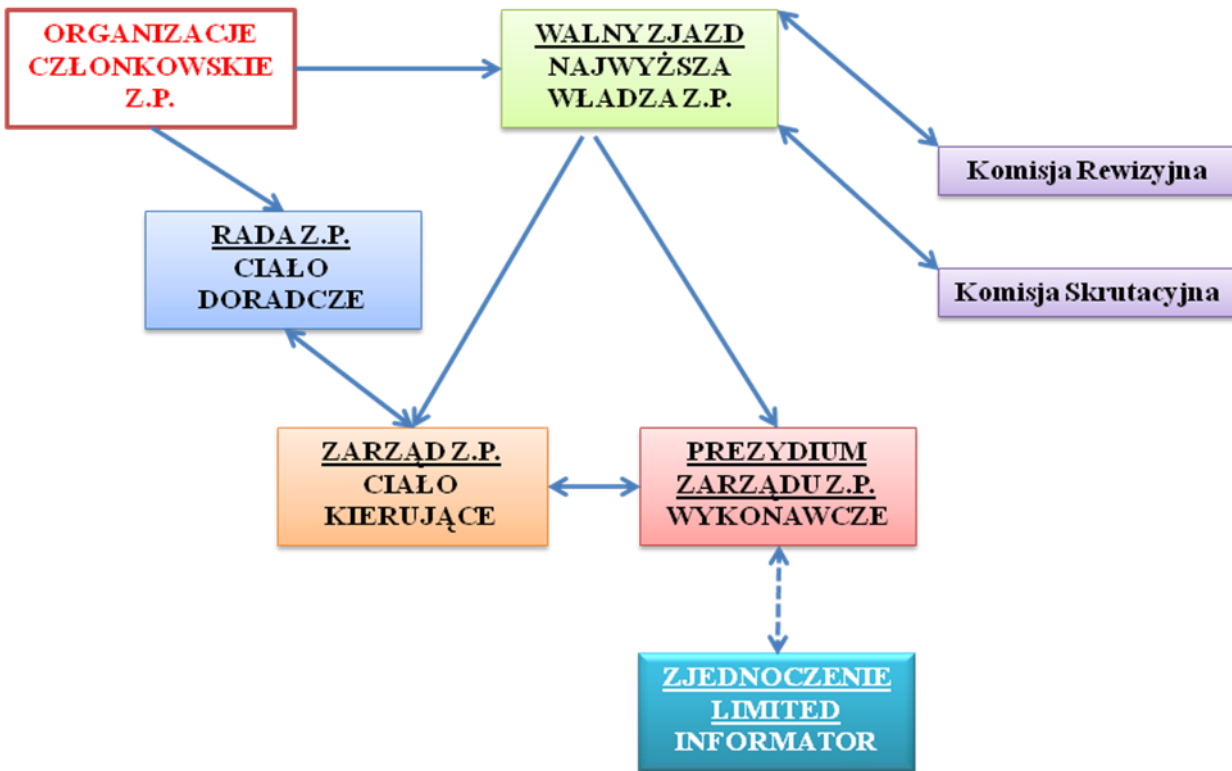 ORGANIZACJE
CZŁONKOWSKIE
Z.P.
WALNY ZJAZD
NAJWYŻSZA
WŁADZA Z.P.
Komisja Rewizyjna
RADA Z.P.
CIAŁO
DORADCZE
Komisja Skrutacyjna
ZARZĄD Z.P.
CIAŁO
KIERUJĄCE
PREZYDIUM
ZARZĄDU Z.P.
WYKONAWCZE
ZJEDNOCZENIE
LIMITED
INFORMATOR